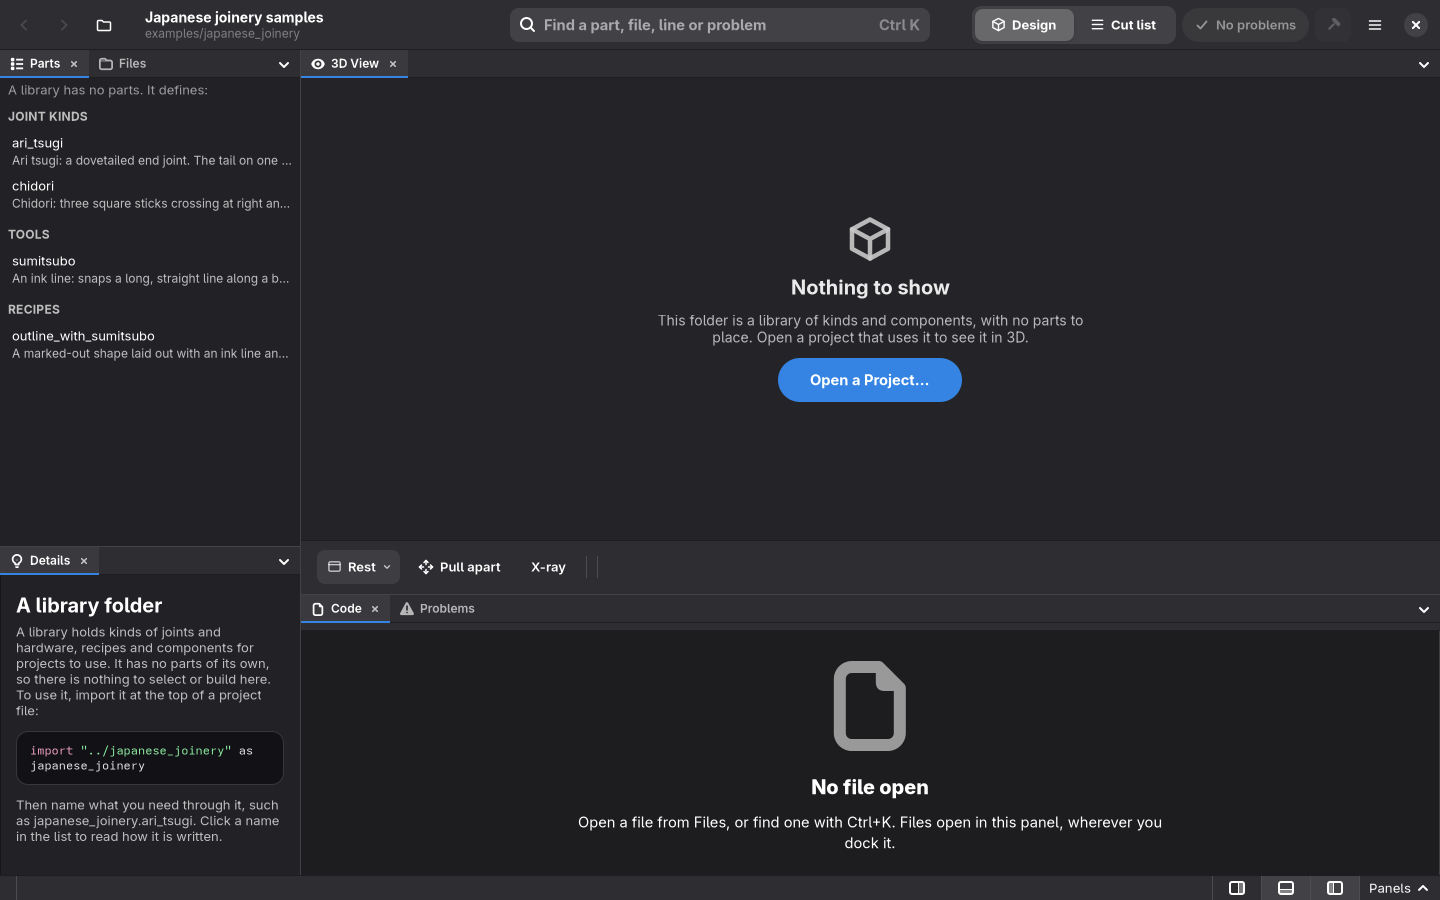 Japanese joinery samples
examples/japanese_joinery
Find a part, file, line or problem
Ctrl K
Design
Cut list
No problems
Parts
Files
3D View
A library has no parts. It defines:
JOINT KINDS
ari_tsugi
Ari tsugi: a dovetailed end joint. The tail on one ...
chidori
Chidori: three square sticks crossing at right an...
TOOLS
sumitsubo
An ink line: snaps a long, straight line along a b...
RECIPES
outline_with_sumitsubo
A marked-out shape laid out with an ink line an...
Nothing to show
This folder is a library of kinds and components, with no parts to
place. Open a project that uses it to see it in 3D.
Open a Project...
Rest
Pull apart
X-ray
Details
A library folder
A library holds kinds of joints and
hardware, recipes and components for
projects to use. It has no parts of its own,
so there is nothing to select or build here.
To use it, import it at the top of a project
file:
import "../japanese_joinery" as
japanese_joinery
Then name what you need through it, such
as japanese_joinery.ari_tsugi. Click a name
in the list to read how it is written.
Code
Problems
No file open
Open a file from Files, or find one with Ctrl+K. Files open in this panel, wherever you
dock it.
Panels